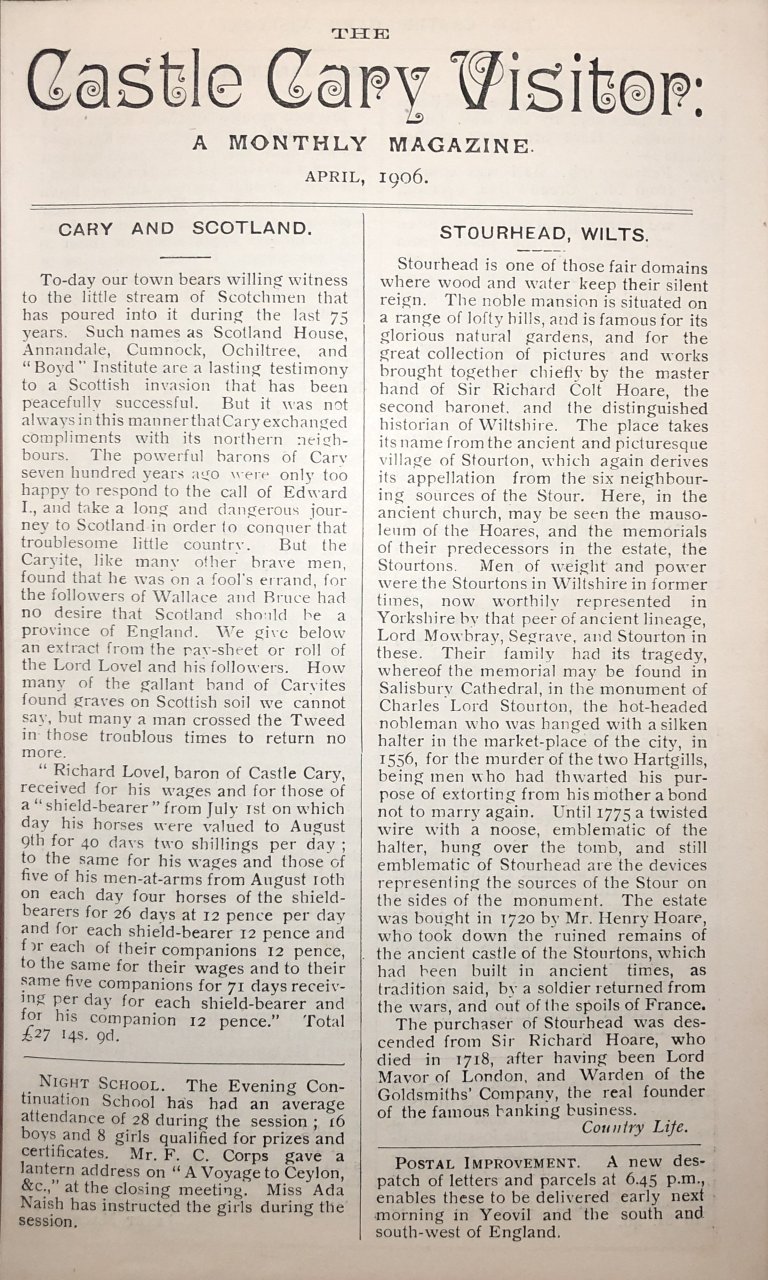 THE
Castle Cary Visitor:
A MONTHLY MAGAZINE.
APRIL, 1906.
CARY AND SCOTLAND.
To-day our town bears willing witness
to the little stream of Scotchmen that
has poured into it during the last 75
years. Such names as Scotland House,
Annandale, Cumnock, Ochiltree, and
"Boyd" Institute are a lasting testimony
to a Scottish invasion that has been
peacefully successful. But it was not
always in this manner that Cary exchanged
compliments with its northern neigh-
bours. The powerful barons of Cary
seven hundred years ago were only too
happy to respond to the call of Edward
I., and take a long and dangerous jour-
ney to Scotland in order to conquer that
troublesome little country. But the
Caryite, like many other brave men,
found that he was on a fool's errand, for
the followers of Wallace and Bruce had
no desire that Scotland should be a
province of England. We give below
an extract from the pay-sheet or roll of
the Lord Lovel and his followers. How
many of the gallant band of Caryites
found graves on Scottish soil we cannot
say, but many a man crossed the Tweed
in those troublous times to return no
more.
" Richard Lovel, baron of Castle Cary,
received for his wages and for those of
a "shield-bearer" from July 1st on which
day his horses were valued to August
9th for 40 days two shillings per day ;
to the same for his wages and those of
five of his men-at-arms from August 10th
on each day four horses of the shield-
bearers for 26 days at 12 pence per day
and for each shield-bearer 12 pence and
for each of their companions 12 pence,
to the same for their wages and to their
same five companions for 71 days receiv-
ing per day for each shield-bearer and
for his companion 12 pence." Total
£27 14s. 9d.
NIGHT SCHOOL. The Evening Con-
tinuation School has had an average
attendance of 28 during the session ; 16
boys and 8 girls qualified for prizes and
certificates. Mr. F. C. Corps gave a
lantern address on "A Voyage to Ceylon,
&c.," at the closing meeting. Miss Ada
Naish has instructed the girls during the
session.
STOURHEAD, WILTS.
Stourhead is one of those fair domains
where wood and water keep their silent
reign. The noble mansion is situated on
a range of lofty hills, and is famous for its
glorious natural gardens, and for the
great collection of pictures and works
brought together chiefly by the master
hand of Sir Richard Colt Hoare, the
second baronet. and the distinguished
historian of Wiltshire. The place takes
its name from the ancient and picturesque
village of Stourton, which again derives
its appellation from the six neighbour-
ing sources of the Stour. Here, in the
ancient church, may be seen the mauso-
leum of the Hoares, and the memorials
of their predecessors in the estate, the
Stourtons. Men of weight and power
were the Stourtons in Wiltshire in former
times, now worthily represented in
Yorkshire by that peer of ancient lineage,
Lord Mowbray, Segrave, and Stourton in
these. Their family had its tragedy,
whereof the memorial may be found in
Salisbury Cathedral, in the monument of
Charles Lord Stourton, the hot-headed
nobleman who was hanged with a silken
halter in the market-place of the city, in
1556, for the murder of the two Hartgills,
being men who had thwarted his pur-
pose of extorting from his mother a bond
not to marry again. Until 1775 a twisted
wire with a noose, emblematic of the
halter, hung over the tomb, and still
emblematic of Stourhead are the devices
representing the sources of the Stour on
the sides of the monument. The estate
was bought in 1720 by Mr. Henry Hoare,
who took down the ruined remains of
the ancient castle of the Stourtons, which
had been built in ancient times, as
tradition said, by a soldier returned from
the wars, and out of the spoils of France.
The purchaser of Stourhead was des-
cended from Sir Richard Hoare, who
died in 1718, after having been Lord
Mayor of London, and Warden of the
Goldsmiths' Company, the real founder
of the famous banking business.
Country Life.
POSTAL IMPROVEMENT. A new des-
patch of letters and parcels at 6.45 p.m.,
enables these to be delivered early next
morning in Yeovil and the south and
south-west of England.